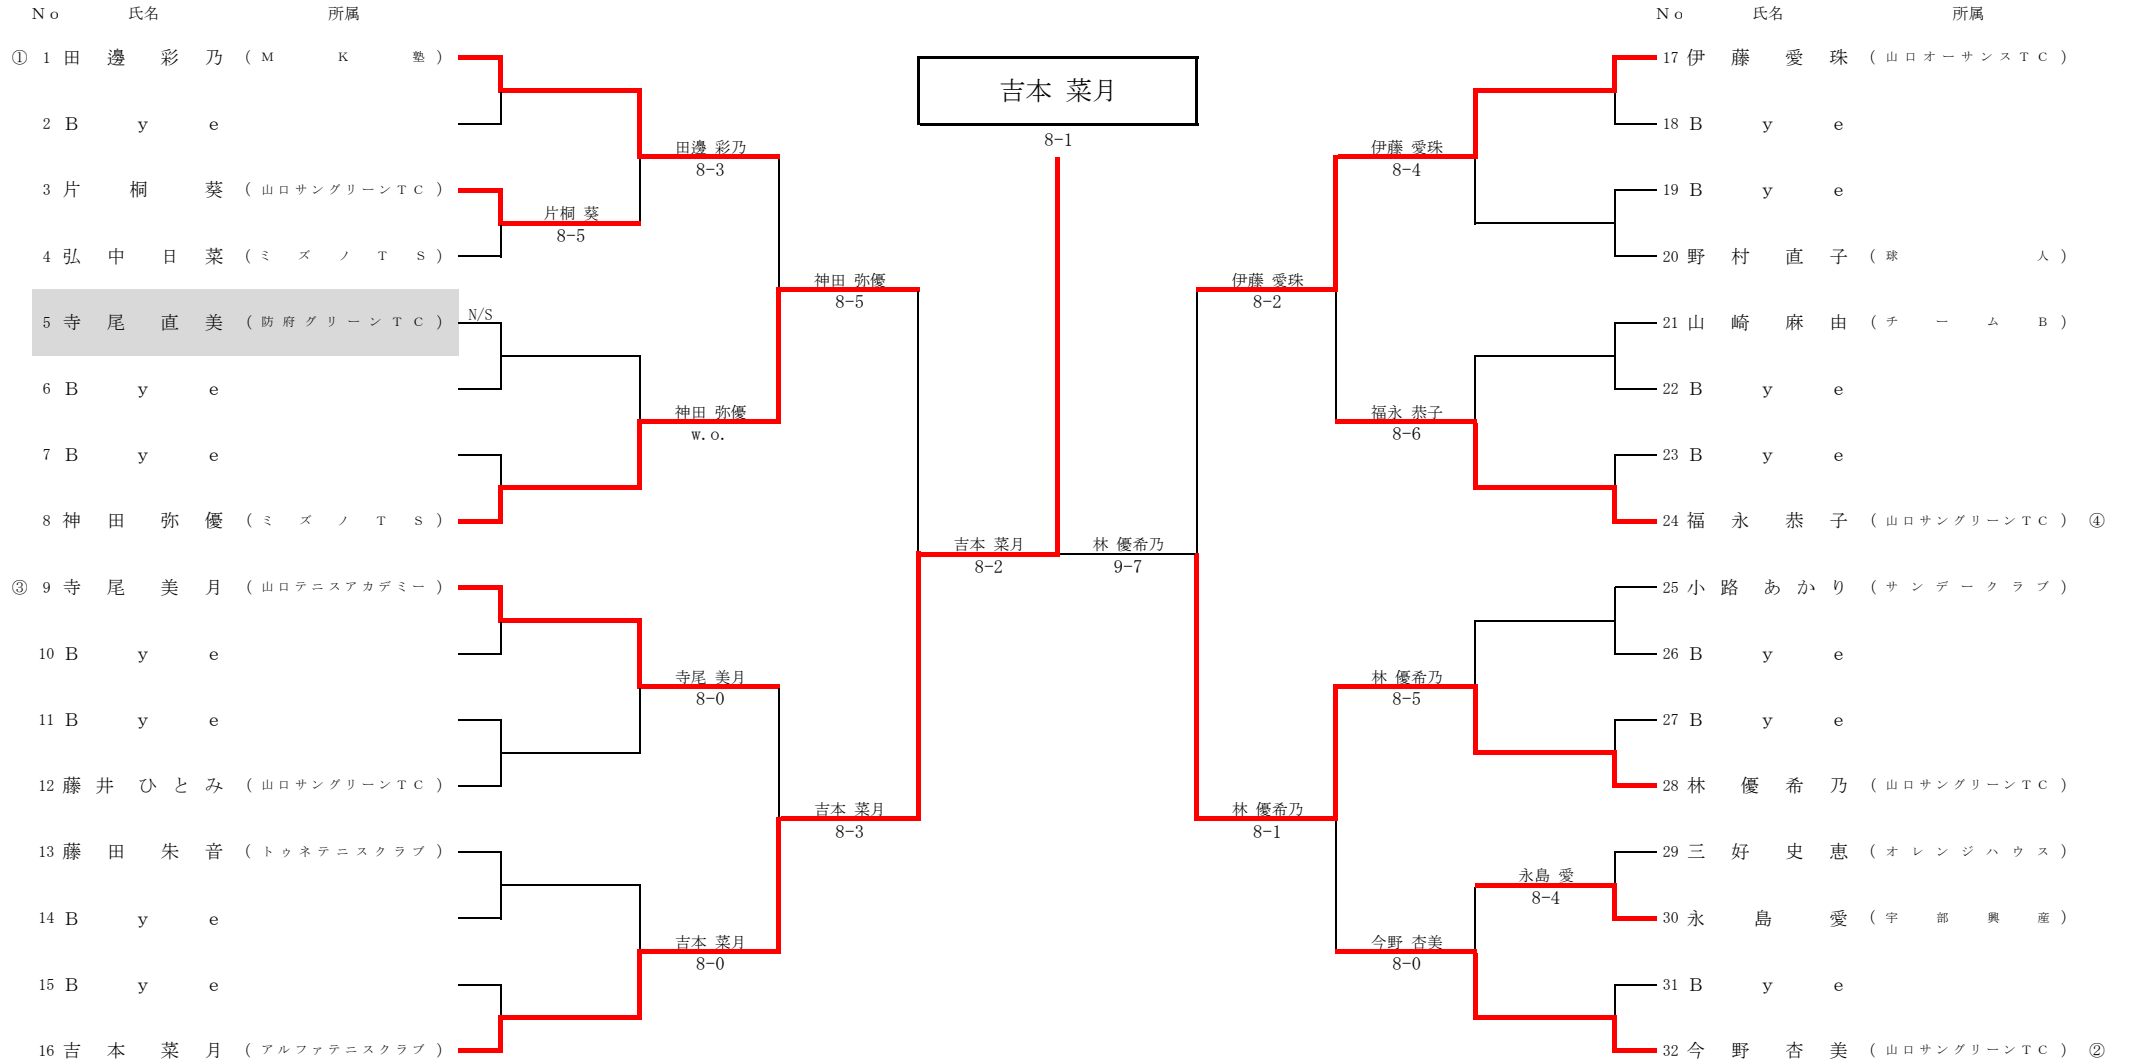 No 氏名 所属
① 1 田邊 彩乃 (MK塾)
2 Bye
田邊 彩乃
8-3
3 片桐 葵 (山口サングリーンTC)
片桐 葵
8-5
4 弘中 日菜 (ミズノTS)
神田 弥優
8-5
5 寺尾 直美 (防府グリーンTC) N/S
6 Bye
神田 弥優
w.o.
7 Bye
8 神田 弥優 (ミズノTS)
吉本 菜月
8-2
③ 9 寺尾 美月 (山口テニスアカデミー)
10 Bye
寺尾 美月
8-0
11 Bye
12 藤井 ひとみ (山口サングリーンTC)
吉本 菜月
8-3
13 藤田 朱音 (トゥネテニスクラブ)
14 Bye
吉本 菜月
8-0
15 Bye
16 吉本 菜月 (アルファテニスクラブ)
吉本 菜月
8-1
No 氏名 所属
17 伊藤 愛珠 (山口オーサンスTC)
18 Bye
伊藤 愛珠
8-4
19 Bye
20 野村 直子 (球人)
伊藤 愛珠
8-2
21 山崎 麻由 (チームB)
22 Bye
福永 恭子
8-6
23 Bye
24 福永 恭子 (山口サングリーンTC) ④
林 優希乃
9-7
25 小路 あかり (サンデークラブ)
26 Bye
林 優希乃
8-5
27 Bye
28 林 優希乃 (山口サングリーンTC)
林 優希乃
8-1
29 三好 史恵 (オレンジハウス)
永島 愛
8-4
30 永島 愛 (宇部興産)
今野 杏美
8-0
31 Bye
32 今野 杏美 (山口サングリーンTC) ②